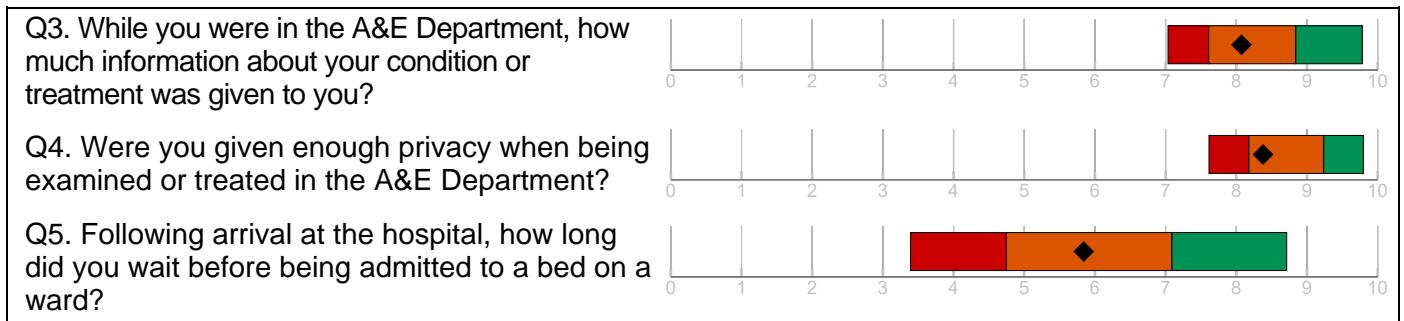 Q3. While you were in the A&E Department, how
much information about your condition or
treatment was given to you?
0 1 2 3 4 5 6 7 8 9 10
Q4. Were you given enough privacy when being
examined or treated in the A&E Department?
0 1 2 3 4 5 6 7 8 9 10
Q5. Following arrival at the hospital, how long
did you wait before being admitted to a bed on a
ward?
0 1 2 3 4 5 6 7 8 9 10